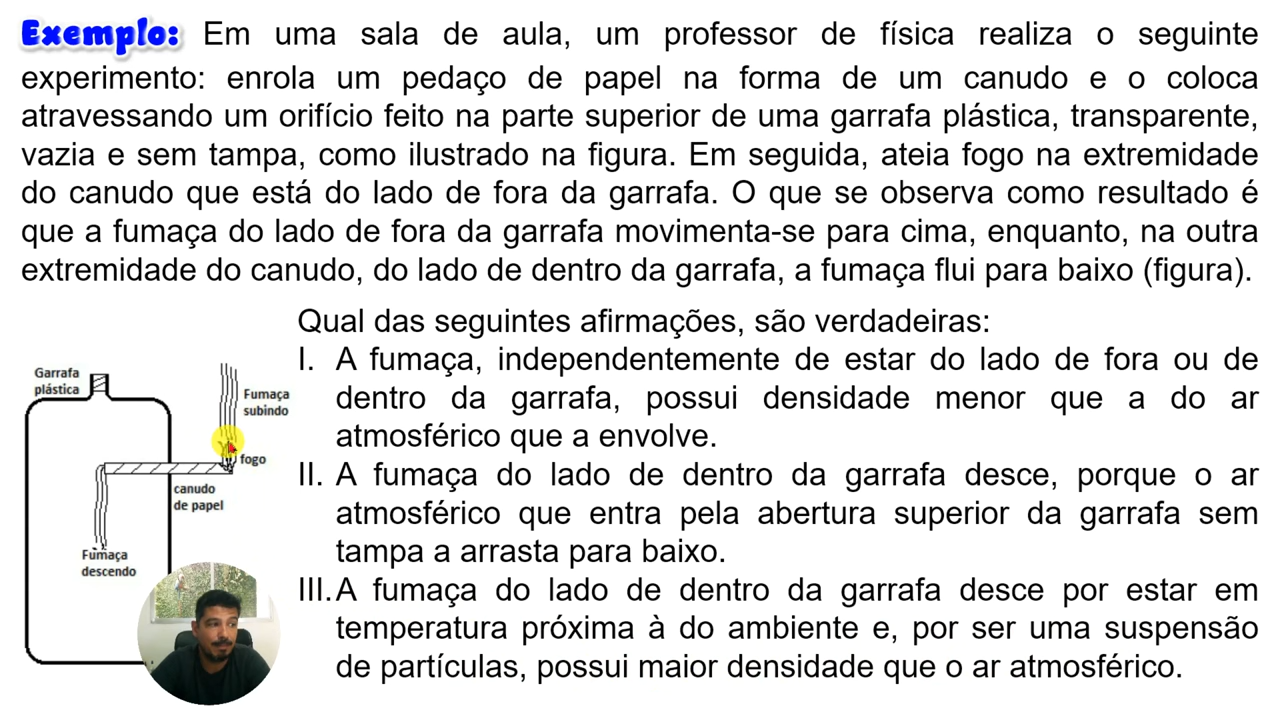 Exemplo: Em uma sala de aula, um professor de física realiza o seguinte
experimento: enrola um pedaço de papel na forma de um canudo e o coloca
atravessando um orifício feito na parte superior de uma garrafa plástica, transparente,
vazia e sem tampa, como ilustrado na figura. Em seguida, ateia fogo na extremidade
do canudo que está do lado de fora da garrafa. O que se observa como resultado é
que a fumaça do lado de fora da garrafa movimenta-se para cima, enquanto, na outra
extremidade do canudo, do lado de dentro da garrafa, a fumaça flui para baixo (figura).
Qual das seguintes afirmações, são verdadeiras:
I. A fumaça, independentemente de estar do lado de fora ou de
dentro da garrafa, possui densidade menor que a do ar
atmosférico que a envolve.
II. A fumaça do lado de dentro da garrafa desce, porque o ar
atmosférico que entra pela abertura superior da garrafa sem
tampa a arrasta para baixo.
III. A fumaça do lado de dentro da garrafa desce por estar em
temperatura próxima à do ambiente e, por ser uma suspensão
de partículas, possui maior densidade que o ar atmosférico.
Garrafa
plástica
Fumaça
subindo
fogo
canudo
de papel
Fumaça
descendo